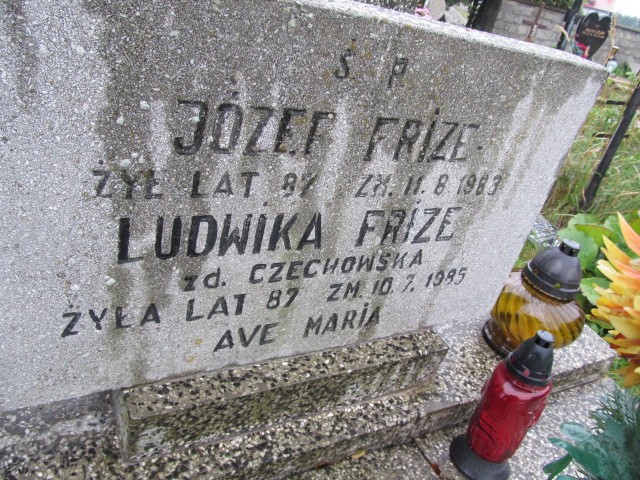 Ś P
JÓZEF FRIZE
ŻYŁ LAT 87 ZM. 11. 8 1983
LUDWIKA FRIZE
zd. CZECHOWSKA
ŻYŁA LAT 87 ZM. 10. 7. 1985
AVE MARIA